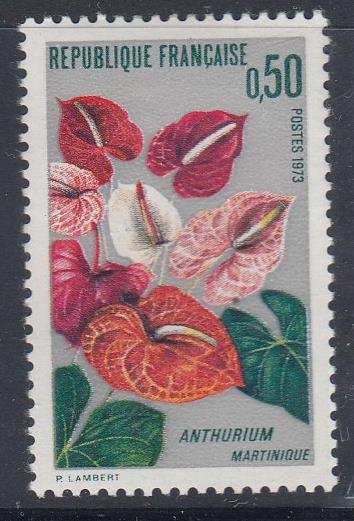 REPUBLIQUE FRANÇAISE
0,50
POSTES 1973
ANTHURIUM
MARTINIQUE
P. LAMBERT